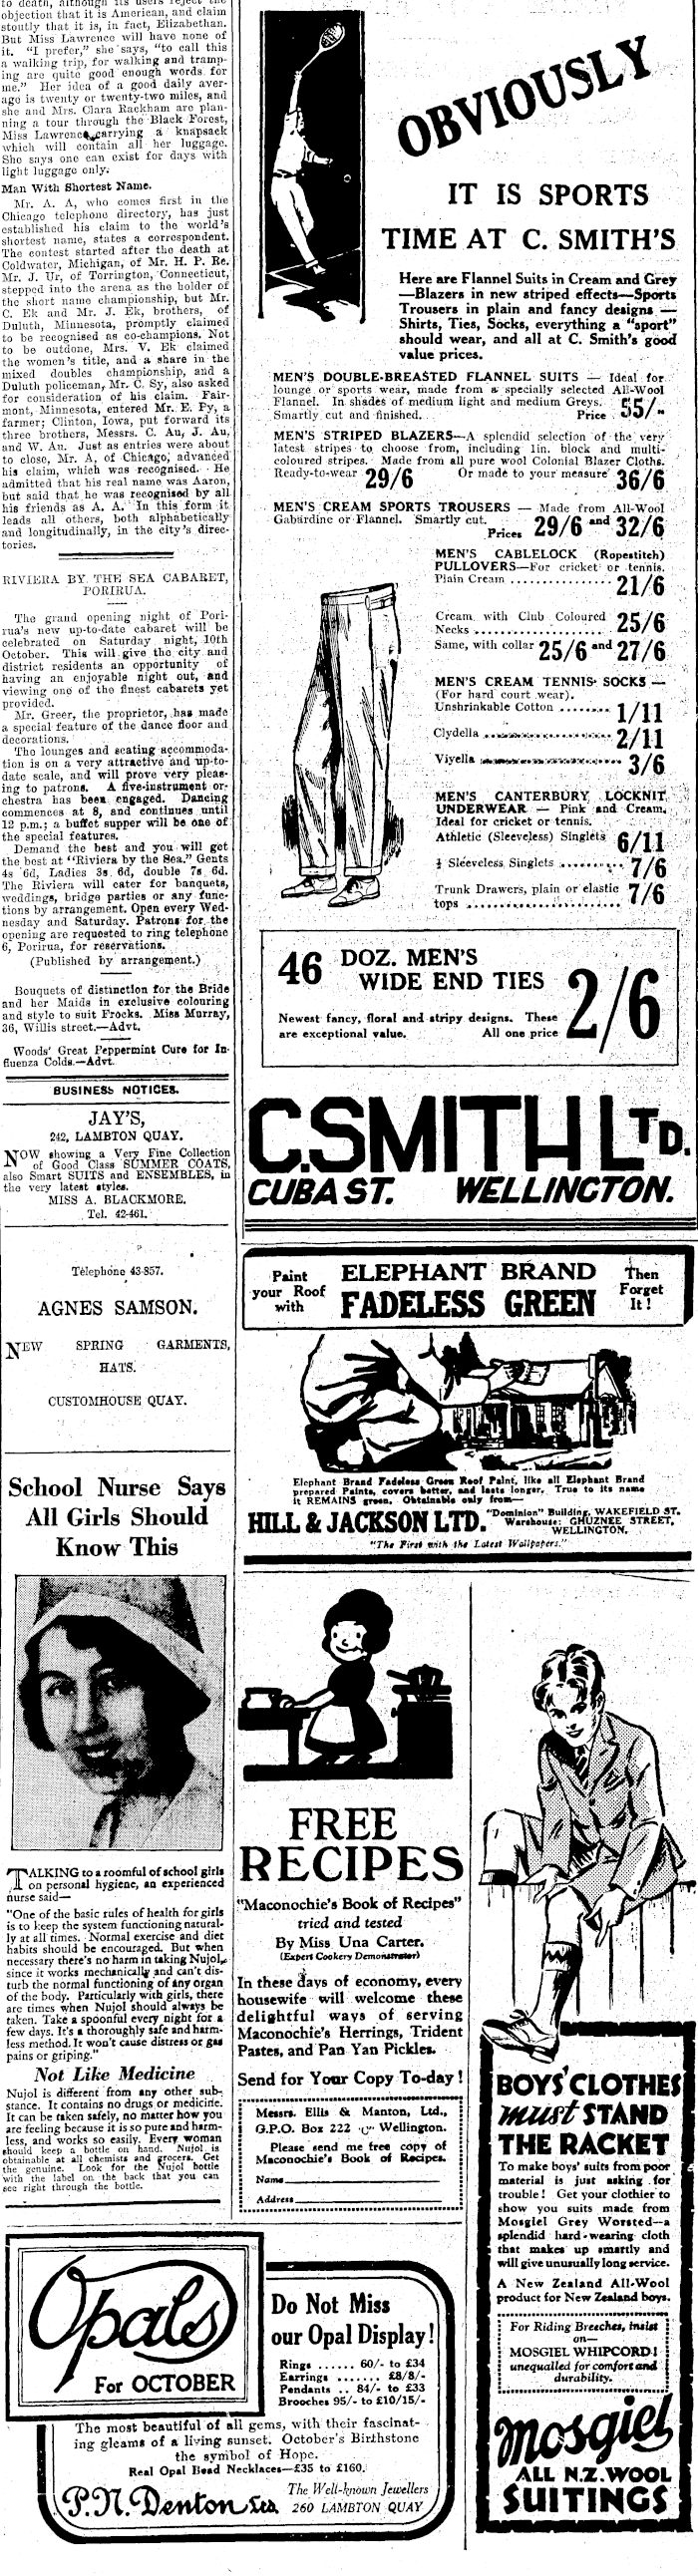 to death, although its users reject the
objection that it is American, and claim
stoutly that it is, in fact, Elizabethan.
But Miss Lawrence will have none of
it. "I prefer," she says, "to call this
a walking trip, for walking and tramp-
ing are quite good enough words for
me." Her idea of a good daily aver-
age is twenty or twenty-two miles, and
she and Mrs. Clara Rackham are plan-
ning a tour through the Black Forest,
Miss Lawrence carrying a knapsack
which will contain all her luggage.
She says one can exist for days with
light luggage only.
Man With Shortest Name.
Mr. A. A, who comes first in the
Chicago telephone directory, has just
established his claim to the world's
shortest name, states a correspondent.
The contest started after the death at
Coldwater, Michigan, of Mr. H. P. Re.
Mr. J. Ur, of Torrington, Connecticut,
stepped into the arena as the holder of
the short name championship, but Mr.
C. Ek and Mr. J. Ek, brothers, of
Duluth, Minnesota, promptly claimed
to be recognised as co-champions. Not
to be outdone, Mrs. V. Ek claimed
the women's title, and a share in the
mixed doubles championship, and a
Duluth policeman, Mr. C. Sy, also asked
for consideration of his claim. Fair-
mont, Minnesota, entered Mr. E. Py, a
farmer; Clinton, Iowa, put forward its
three brothers, Messrs. C. Au, J. Au,
and W. Au. Just as entries were about
to close, Mr. A, of Chicago, advanced
his claim, which was recognised. He
admitted that his real name was Aaron,
but said that he was recognised by all
his friends as A. A. In this form it
leads all others, both alphabetically
and longitudinally, in the city's direc-
tories.
RIVIERA BY THE SEA CABARET,
PORIRUA.
The grand opening night of Pori-
rua's new up-to-date cabaret will be
celebrated on Saturday night, 10th
October. This will give the city and
district residents an opportunity of
having an enjoyable night out, and
viewing one of the finest cabarets yet
provided.
Mr. Greer, the proprietor, has made
a special feature of the dance floor and
decorations.
The lounges and seating accommoda-
tion is on a very attractive and up-to-
date scale, and will prove very pleas-
ing to patrons. A five-instrument or-
chestra has been engaged. Dancing
commences at 8, and continues until
12 p.m.; a buffet supper will be one of
the special features.
Demand the best and you will get
the best at "Riviera by the Sea." Gents
4s 6d, Ladies 3s 6d, double 7s 6d.
The Riviera will cater for banquets,
weddings, bridge parties or any func-
tions by arrangement. Open every Wed-
nesday and Saturday. Patrons for the
opening are requested to ring telephone
6, Porirua, for reservations.
(Published by arrangement.)
Bouquets of distinction for the Bride
and her Maids in exclusive colouring
and style to suit Frocks. Miss Murray,
36, Willis street.—Advt.
Woods' Great Peppermint Cure for In-
fluenza Colds.—Advt.
BUSINESS NOTICES.
JAY'S,
242, LAMBTON QUAY.
NOW showing a Very Fine Collection
of Good Class SUMMER COATS,
also Smart SUITS and ENSEMBLES, in
the very latest styles.
MISS A. BLACKMORE.
Tel. 42-461.
Telephone 43-857.
AGNES SAMSON.
NEW SPRING GARMENTS,
HATS.
CUSTOMHOUSE QUAY.
School Nurse Says
All Girls Should
Know This
TALKING to a roomful of school girls
on personal hygiene, an experienced
nurse said—
"One of the basic rules of health for girls
is to keep the system functioning natural-
ly at all times. Normal exercise and diet
habits should be encouraged. But when
necessary there's no harm in taking Nujol,
since it works mechanically and can't dis-
turb the normal functioning of any organ
of the body. Particularly with girls, there
are times when Nujol should always be
taken. Take a spoonful every night for a
few days. It's a thoroughly safe and harm-
less method. It won't cause distress or gas
pains or griping."
Not Like Medicine
Nujol is different from any other sub-
stance. It contains no drugs or medicine.
It can be taken safely, no matter how you
are feeling because it is so pure and harm-
less, and works so easily. Every woman
should keep a bottle on hand. Nujol is
obtainable at all chemists and grocers. Get
the genuine. Look for the Nujol bottle
with the label on the back that you can
see right through the bottle.
OBVIOUSLY
IT IS SPORTS
TIME AT C. SMITH'S
Here are Flannel Suits in Cream and Grey
—Blazers in new striped effects—Sports
Trousers in plain and fancy designs —
Shirts, Ties, Socks, everything a "sport"
should wear, and all at C. Smith's good
value prices.
MEN'S DOUBLE-BREASTED FLANNEL SUITS — Ideal for
lounge or sports wear, made from a specially selected All-Wool
Flannel. In shades of medium light and medium Greys.
Smartly cut and finished. Price 55/-
MEN'S STRIPED BLAZERS—A splendid selection of the very
latest stripes to choose from, including 1in. block and multi-
coloured stripes. Made from all pure wool Colonial Blazer Cloths.
Ready-to-wear 29/6 Or made to your measure 36/6
MEN'S CREAM SPORTS TROUSERS — Made from All-Wool
Gaburdine or Flannel. Smartly cut.
Prices 29/6 and 32/6
MEN'S CABLELOCK (Ropestitch)
PULLOVERS—For cricket or tennis.
Plain Cream .............. 21/6
Cream with Club Coloured
Necks .................. 25/6
Same, with collar 25/6 and 27/6
MEN'S CREAM TENNIS SOCKS —
(For hard court wear).
Unshrinkable Cotton ........ 1/11
Clydella .................. 2/11
Viyella .................... 3/6
MEN'S CANTERBURY LOCKNIT
UNDERWEAR — Pink and Cream.
Ideal for cricket or tennis.
Athletic (Sleeveless) Singlets 6/11
¼ Sleeveless Singlets .......... 7/6
Trunk Drawers, plain or elastic
tops ........................ 7/6
46 DOZ. MEN'S
WIDE END TIES 2/6
Newest fancy, floral and stripy designs. These
are exceptional value. All one price
C. SMITH LTD.
CUBA ST. WELLINGTON.
Paint
your Roof
with
ELEPHANT BRAND
FADELESS GREEN
Then
Forget
It!
Elephant Brand Fadeless Green Roof Paint, like all Elephant Brand
prepared Paints, covers better, and lasts longer. True to its name
it REMAINS green. Obtainable only from—
HILL & JACKSON LTD. "Dominion" Building, WAKEFIELD ST.
Warehouse: GHUZNEE STREET,
WELLINGTON.
"The First with the Latest Wallpapers."
FREE
RECIPES
"Maconochie's Book of Recipes"
tried and tested
By Miss Una Carter.
(Expert Cookery Demonstrator)
In these days of economy, every
housewife will welcome these
delightful ways of serving
Maconochie's Herrings, Trident
Pastes, and Pan Yan Pickles.
Send for Your Copy To-day!
Messrs. Ellis & Manton, Ltd.,
G.P.O. Box 222 "C" Wellington.
Please send me free copy of
Maconochie's Book of Recipes.
Name
Address
BOYS' CLOTHES
must STAND
THE RACKET
To make boys' suits from poor
material is just asking for
trouble! Get your clothier to
show you suits made from
Mosgiel Grey Worsted—a
splendid hard-wearing cloth
that makes up smartly and
will give unusually long service.
A New Zealand All-Wool
product for New Zealand boys.
For Riding Breeches, insist
on—
MOSGIEL WHIPCORD!
unequalled for comfort and
durability.
Mosgiel
ALL N.Z. WOOL
SUITINGS
Opals
For OCTOBER
Do Not Miss
our Opal Display!
Rings ...... 60/- to £34
Earrings ....... £8/8/-
Pendants .. 84/- to £33
Brooches 95/- to £10/15/-
The most beautiful of all gems, with their fascinat-
ing gleams of a living sunset. October's Birthstone
the symbol of Hope.
Real Opal Bead Necklaces—£35 to £160.
P. N. Denton Ltd.
The Well-known Jewellers
260 LAMBTON QUAY